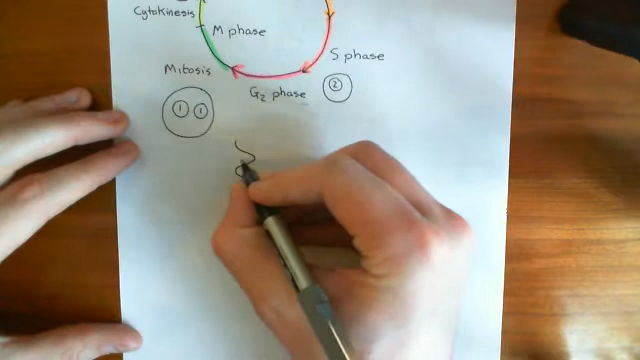 Cytokinesis
M phase
S phase
Mitosis
G₂ phase
2
1 1